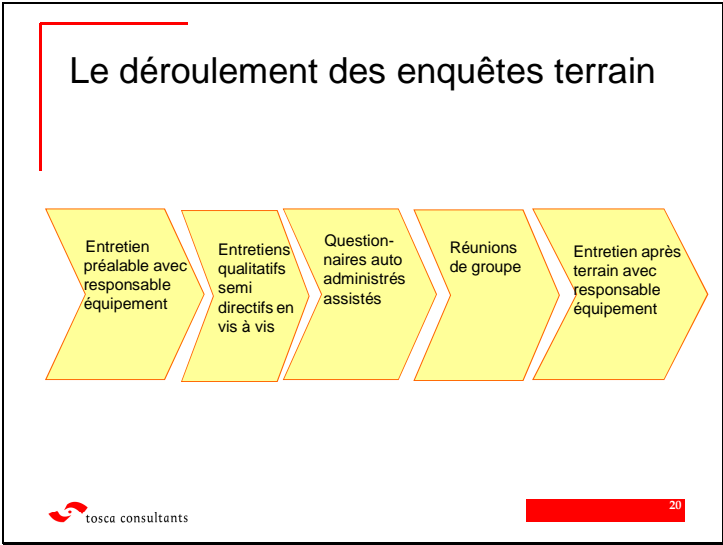 Le déroulement des enquêtes terrain
Entretien
préalable avec
responsable
équipement
Entretiens
qualitatifs
semi
directifs en
vis à vis
Question-
naires auto
administrés
assistés
Réunions
de groupe
Entretien après
terrain avec
responsable
équipement
tosca consultants
20